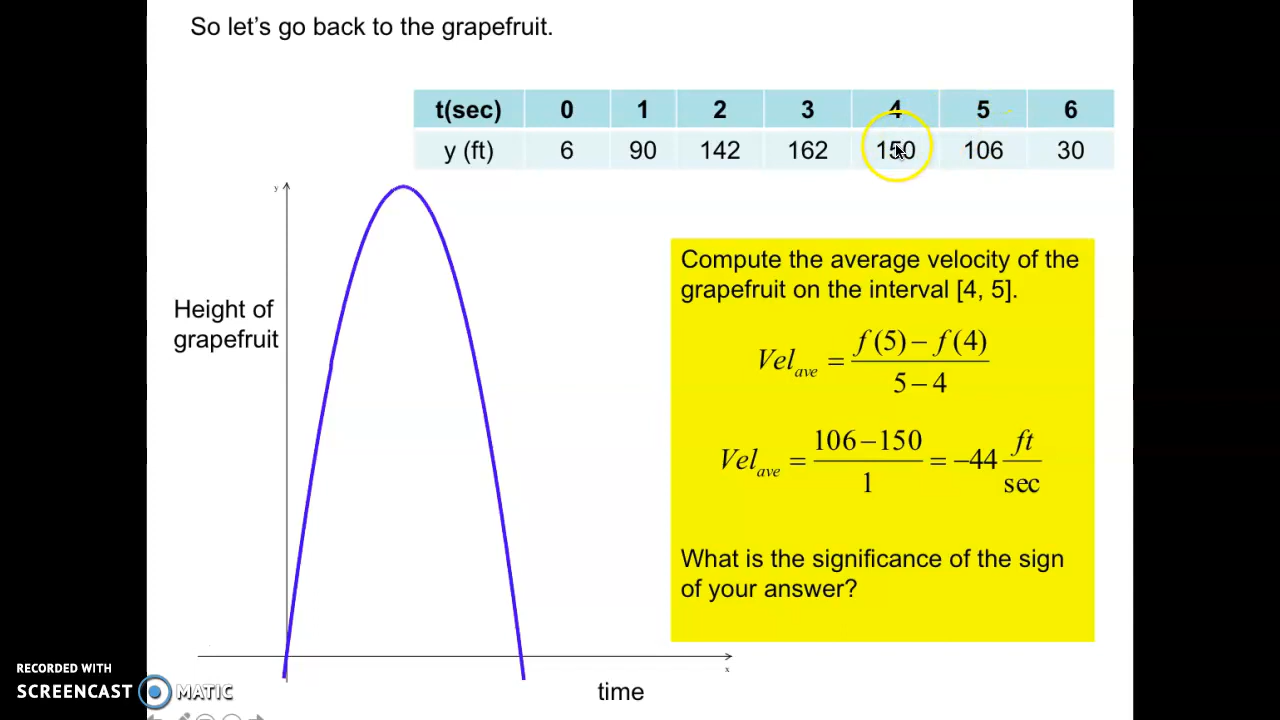 So let's go back to the grapefruit.
t(sec) 0 1 2 3 4 5 6
y (ft) 6 90 142 162 150 106 30
y
Height of
grapefruit
x
time
Compute the average velocity of the
grapefruit on the interval [4, 5].
Vel_ave = (f(5) − f(4))/(5 − 4)
Vel_ave = (106 − 150)/1 = −44 ft/sec
What is the significance of the sign
of your answer?
RECORDED WITH
SCREENCAST MATIC